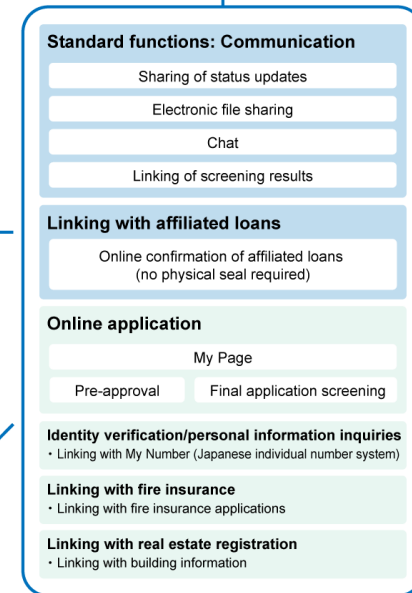 Standard functions: Communication
Sharing of status updates
Electronic file sharing
Chat
Linking of screening results
Linking with affiliated loans
Online confirmation of affiliated loans
(no physical seal required)
Online application
My Page
Pre-approval
Final application screening
Identity verification/personal information inquiries
・Linking with My Number (Japanese individual number system)
Linking with fire insurance
・Linking with fire insurance applications
Linking with real estate registration
・Linking with building information